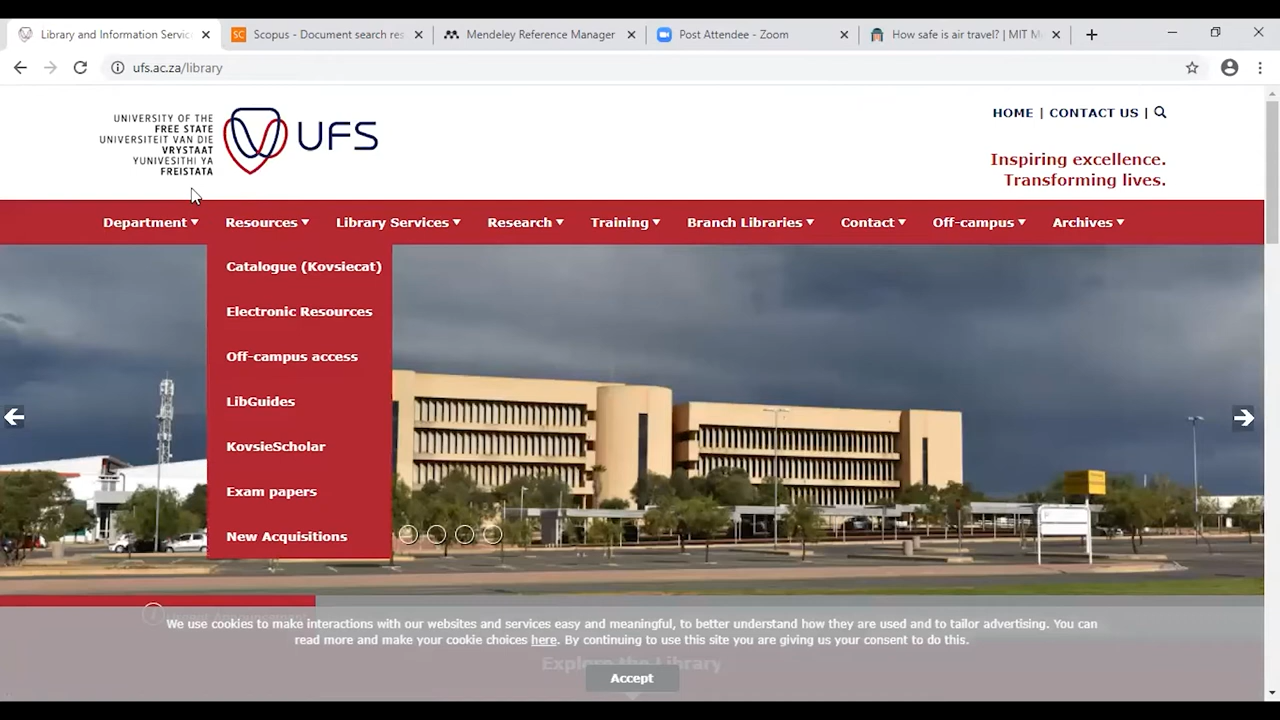 Library and Information Servic
Scopus - Document search res
Mendeley Reference Manager
Post Attendee - Zoom
How safe is air travel? | MIT M
ufs.ac.za/library
UNIVERSITY OF THE
FREE STATE
UNIVERSITEIT VAN DIE
VRYSTAAT
YUNIVESITHI YA
FREISTATA
UFS
HOME | CONTACT US
Inspiring excellence.
Transforming lives.
Department
Resources
Library Services
Research
Training
Branch Libraries
Contact
Off-campus
Archives
Catalogue (Kovsiecat)
Electronic Resources
Off-campus access
LibGuides
KovsieScholar
Exam papers
New Acquisitions
We use cookies to make interactions with our websites and services easy and meaningful, to better understand how they are used and to tailor advertising. You can
read more and make your cookie choices here. By continuing to use this site you are giving us your consent to do this.
Explore the Library
Accept